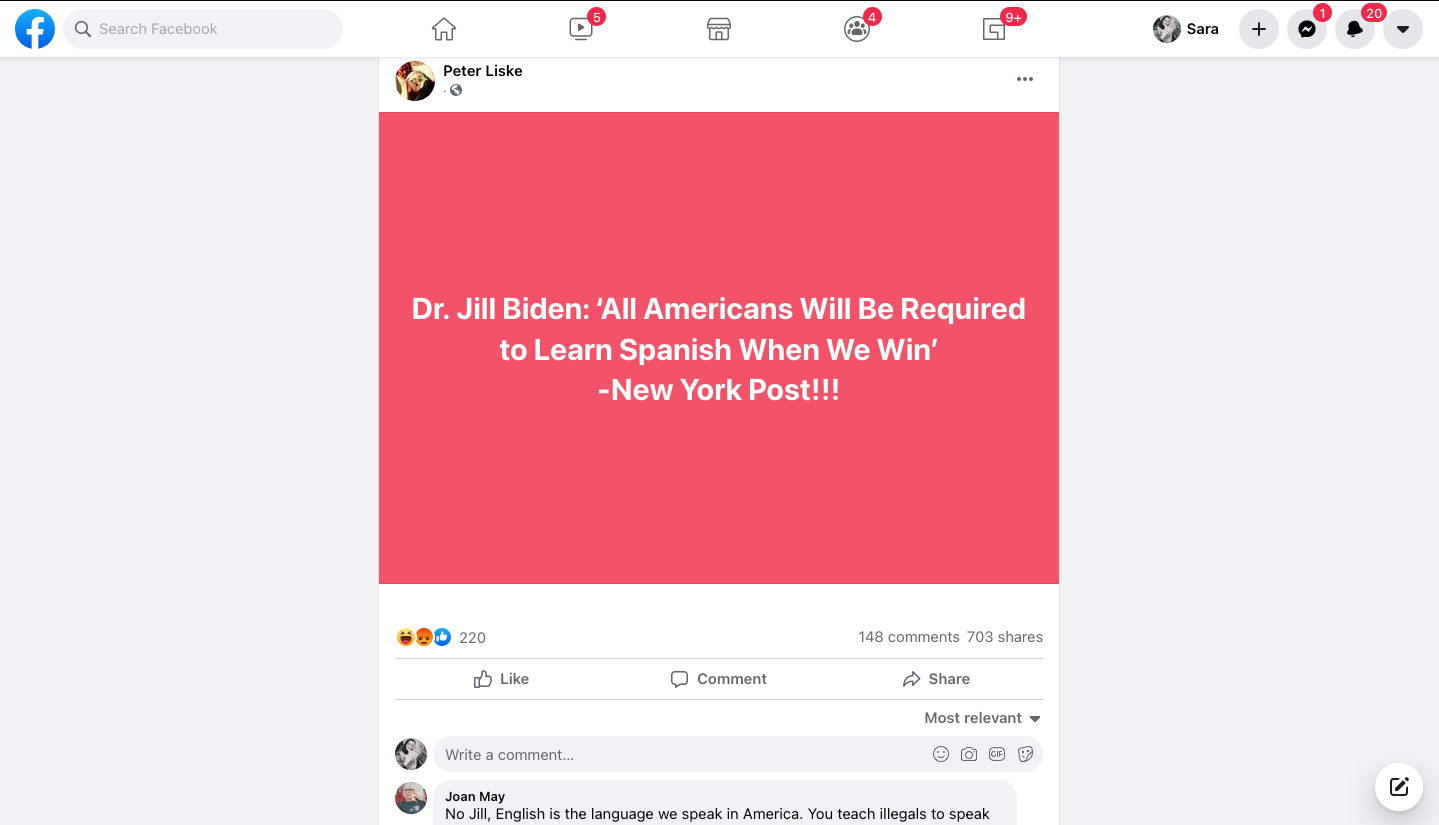 Search Facebook
5
4
9+
Sara
1
20
Peter Liske
Dr. Jill Biden: ‘All Americans Will Be Required
to Learn Spanish When We Win’
-New York Post!!!
220
148 comments 703 shares
Like
Comment
Share
Most relevant
Write a comment...
GIF
Joan May
No Jill, English is the language we speak in America. You teach illegals to speak